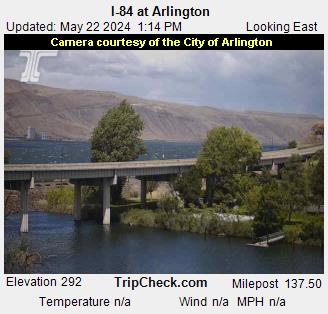 I-84 at Arlington
Updated: May 22 2024 1:14 PM Looking East
Camera courtesy of the City of Arlington
Elevation 292 TripCheck.com Milepost 137.50
Temperature n/a Wind n/a MPH n/a